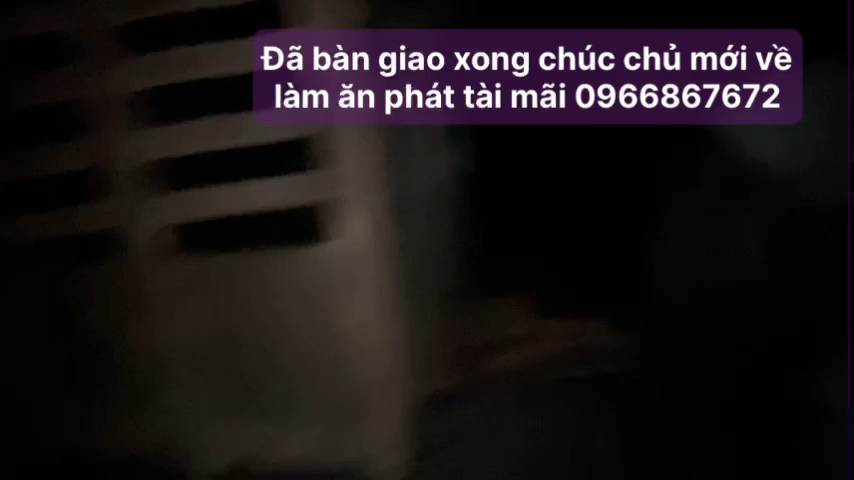 Đã bàn giao xong chúc chủ mới về
làm ăn phát tài mãi 0966867672